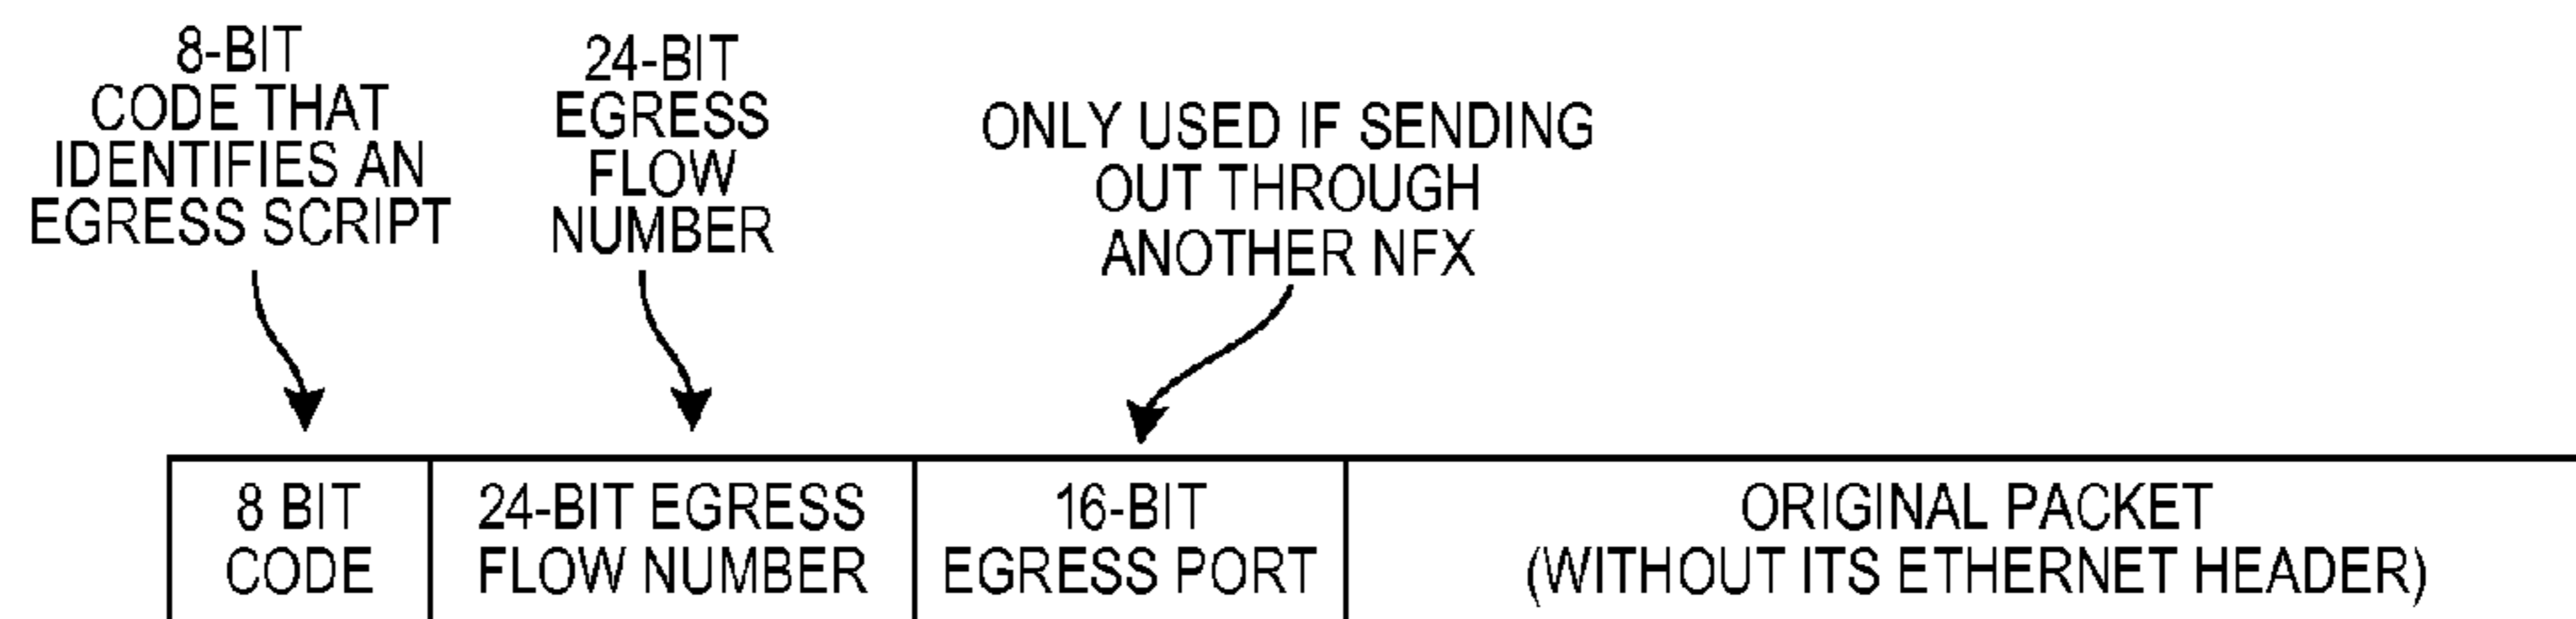 8-BIT
CODE THAT
IDENTIFIES AN
EGRESS SCRIPT
24-BIT
EGRESS
FLOW
NUMBER
ONLY USED IF SENDING
OUT THROUGH
ANOTHER NFX
8 BIT
CODE
24-BIT EGRESS
FLOW NUMBER
16-BIT
EGRESS PORT
ORIGINAL PACKET
(WITHOUT ITS ETHERNET HEADER)